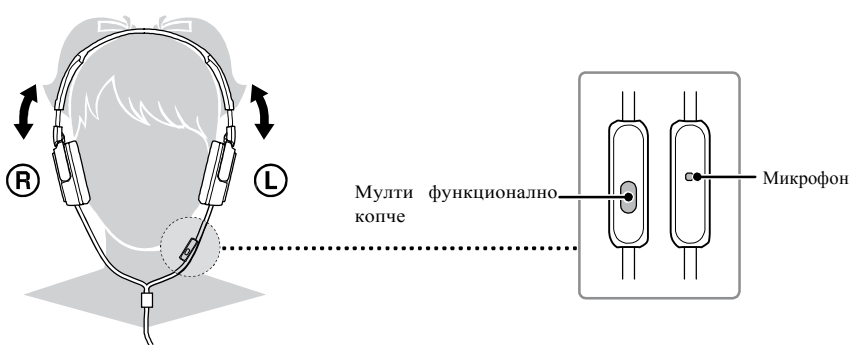 R
L
Мулти функционално
копче
Микрофон